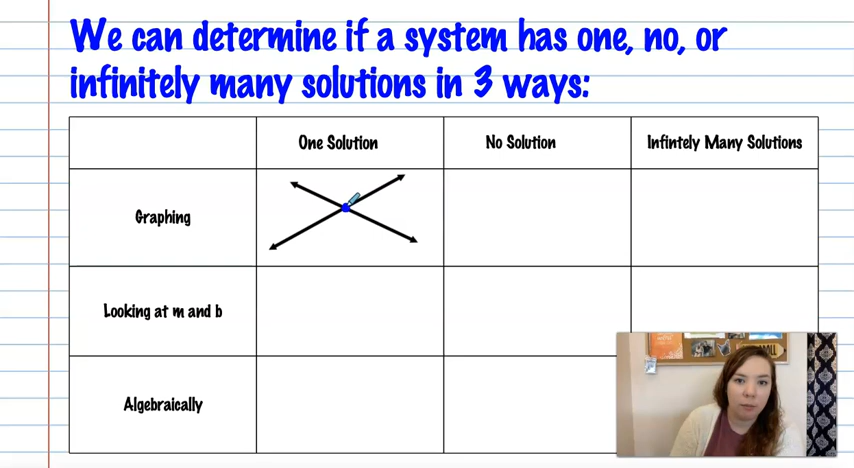 We can determine if a system has one, no, or
infinitely many solutions in 3 ways:
One Solution
No Solution
Infintely Many Solutions
Graphing
Looking at m and b
Algebraically